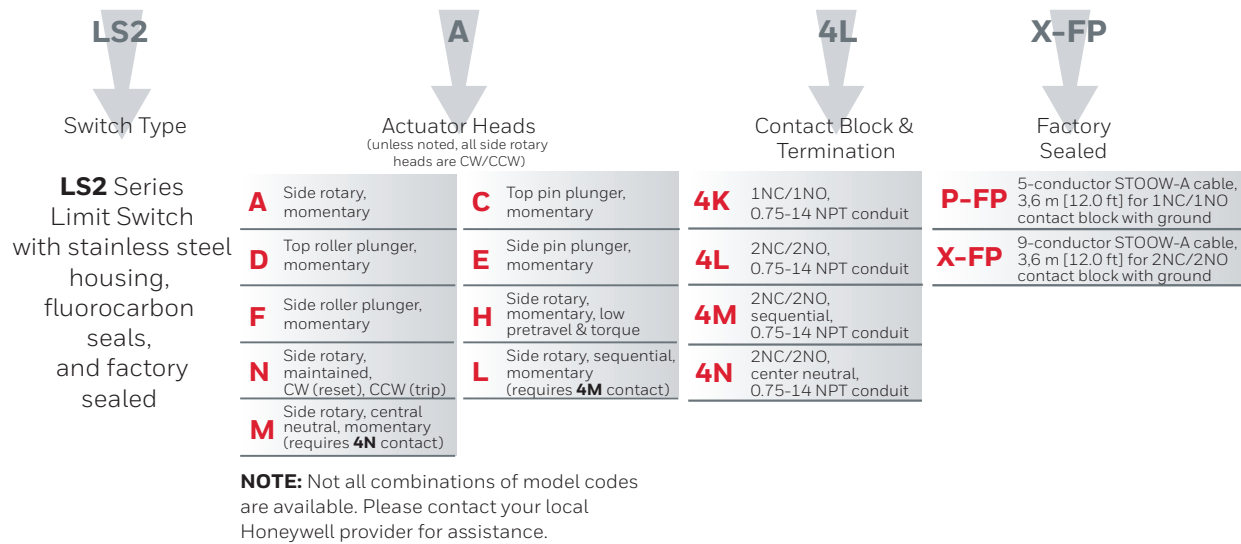 LS2
A
4L
X-FP
Switch Type
Actuator Heads
(unless noted, all side rotary
heads are CW/CCW)
Contact Block &
Termination
Factory
Sealed
LS2 Series
Limit Switch
with stainless steel
housing,
fluorocarbon
seals,
and factory
sealed
A Side rotary,
momentary
D Top roller plunger,
momentary
F Side roller plunger,
momentary
N Side rotary,
maintained,
CW (reset), CCW (trip)
M Side rotary, central
neutral, momentary
(requires 4N contact)
C Top pin plunger,
momentary
E Side pin plunger,
momentary
H Side rotary,
momentary, low
pretravel & torque
L Side rotary, sequential,
momentary
(requires 4M contact)
4K 1NC/1NO,
0.75-14 NPT conduit
4L 2NC/2NO,
0.75-14 NPT conduit
4M 2NC/2NO,
sequential,
0.75-14 NPT conduit
4N 2NC/2NO,
center neutral,
0.75-14 NPT conduit
P-FP 5-conductor STOOW-A cable,
3,6 m [12.0 ft] for 1NC/1NO
contact block with ground
X-FP 9-conductor STOOW-A cable,
3,6 m [12.0 ft] for 2NC/2NO
contact block with ground
NOTE: Not all combinations of model codes
are available. Please contact your local
Honeywell provider for assistance.